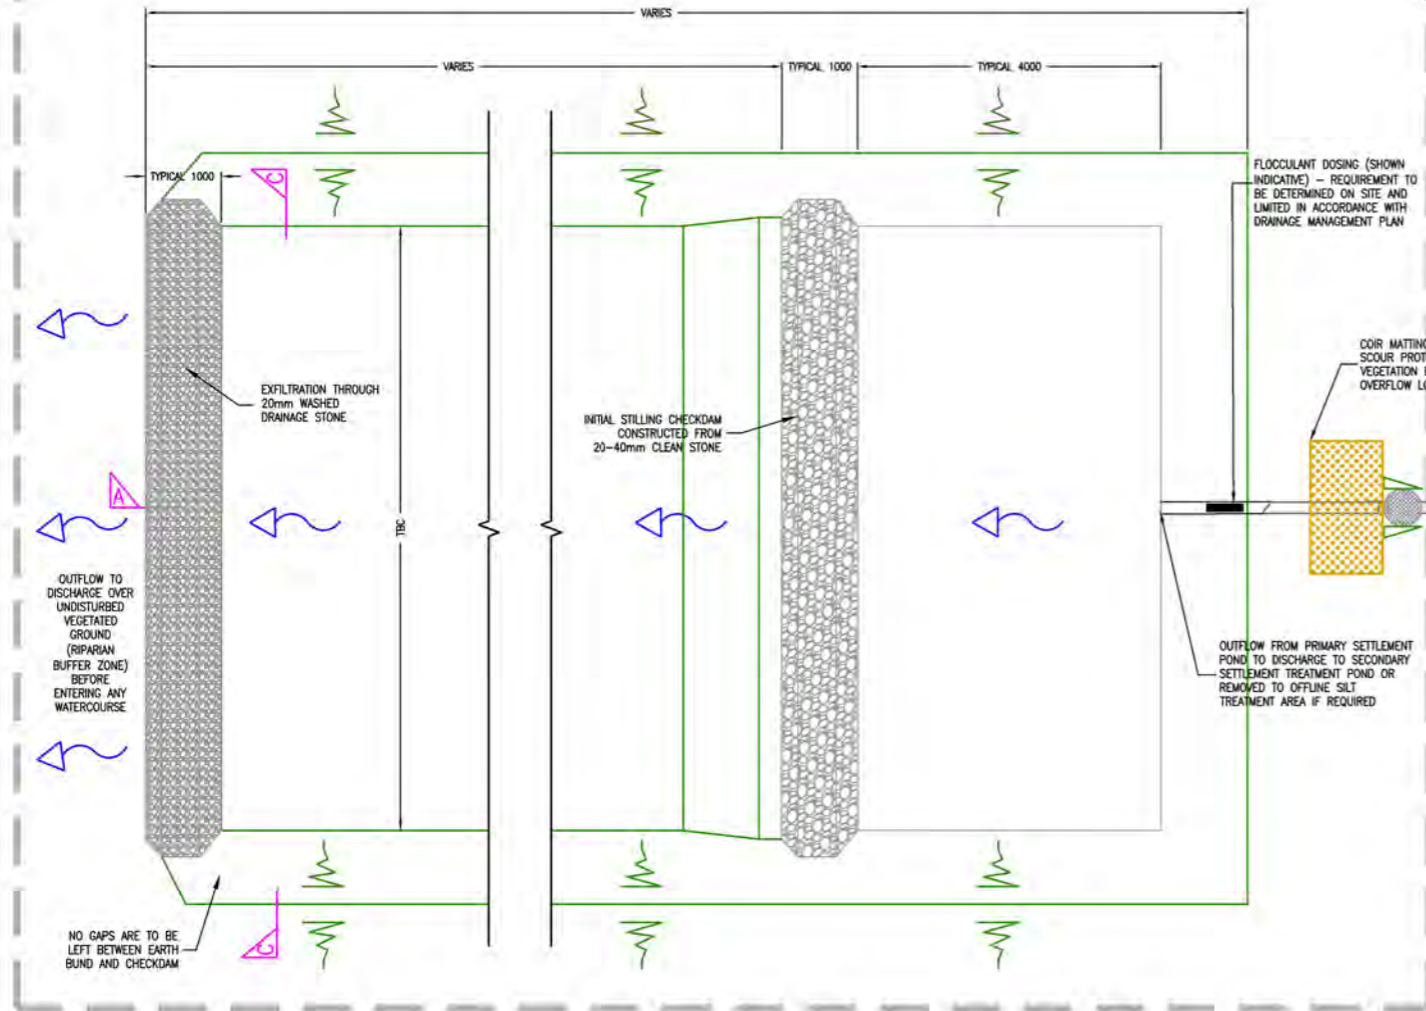 VARIES
VARIES
TYPICAL 1000
TYPICAL 4000
TYPICAL 1000
C
FLOCCULANT DOSING (SHOWN
INDICATIVE) - REQUIREMENT TO
BE DETERMINED ON SITE AND
LIMITED IN ACCORDANCE WITH
DRAINAGE MANAGEMENT PLAN
COIR MATTING
SCOUR
VEGETATION
OVERFLOW
EXFILTRATION THROUGH
20mm WASHED
DRAINAGE STONE
INITIAL STILLING CHECKDAM
CONSTRUCTED FROM
20-40mm CLEAN STONE
A
TBC
OUTFLOW TO
DISCHARGE OVER
UNDISTURBED
VEGETATED
GROUND
(RIPARIAN
BUFFER ZONE)
BEFORE
ENTERING ANY
WATERCOURSE
OUTFLOW FROM PRIMARY SETTLEMENT
POND TO DISCHARGE TO SECONDARY
SETTLEMENT TREATMENT POND OR
REMOVED TO OFFLINE SILT
TREATMENT AREA IF REQUIRED
NO GAPS ARE TO BE
LEFT BETWEEN EARTH
BUND AND CHECKDAM
C